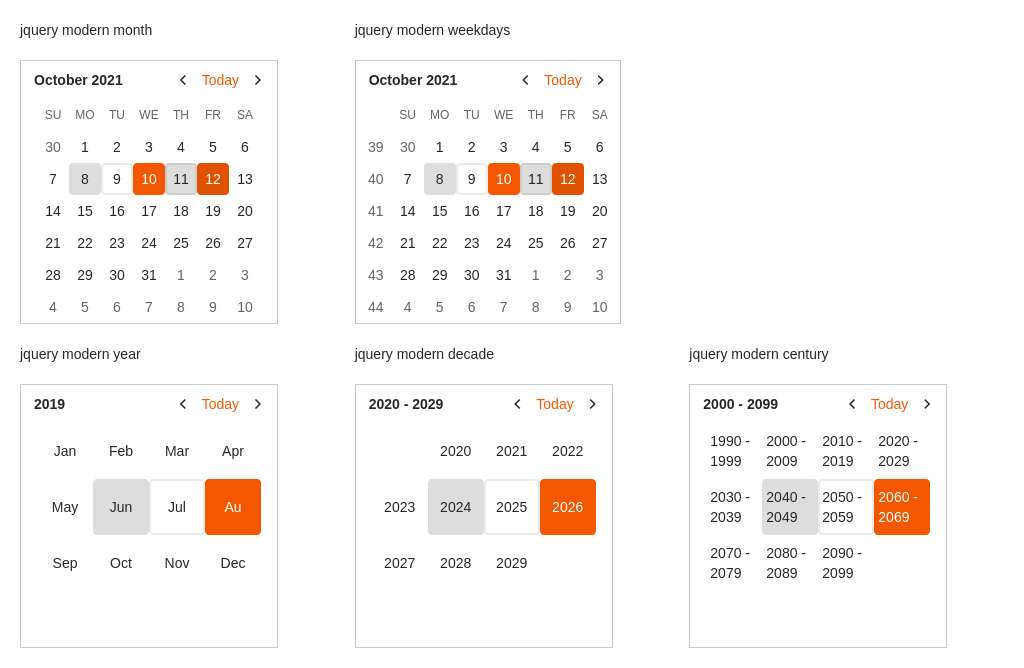 jquery modern month
October 2021 Today
SU MO TU WE TH FR SA
30 1 2 3 4 5 6
7 8 9 10 11 12 13
14 15 16 17 18 19 20
21 22 23 24 25 26 27
28 29 30 31 1 2 3
4 5 6 7 8 9 10
jquery modern weekdays
October 2021 Today
SU MO TU WE TH FR SA
39 30 1 2 3 4 5 6
40 7 8 9 10 11 12 13
41 14 15 16 17 18 19 20
42 21 22 23 24 25 26 27
43 28 29 30 31 1 2 3
44 4 5 6 7 8 9 10
jquery modern year
2019 Today
Jan Feb Mar Apr
May Jun Jul Au
Sep Oct Nov Dec
jquery modern decade
2020 - 2029 Today
2020 2021 2022
2023 2024 2025 2026
2027 2028 2029
jquery modern century
2000 - 2099 Today
1990 - 2000 - 2010 - 2020 -
1999 2009 2019 2029
2030 - 2040 - 2050 - 2060 -
2039 2049 2059 2069
2070 - 2080 - 2090 -
2079 2089 2099